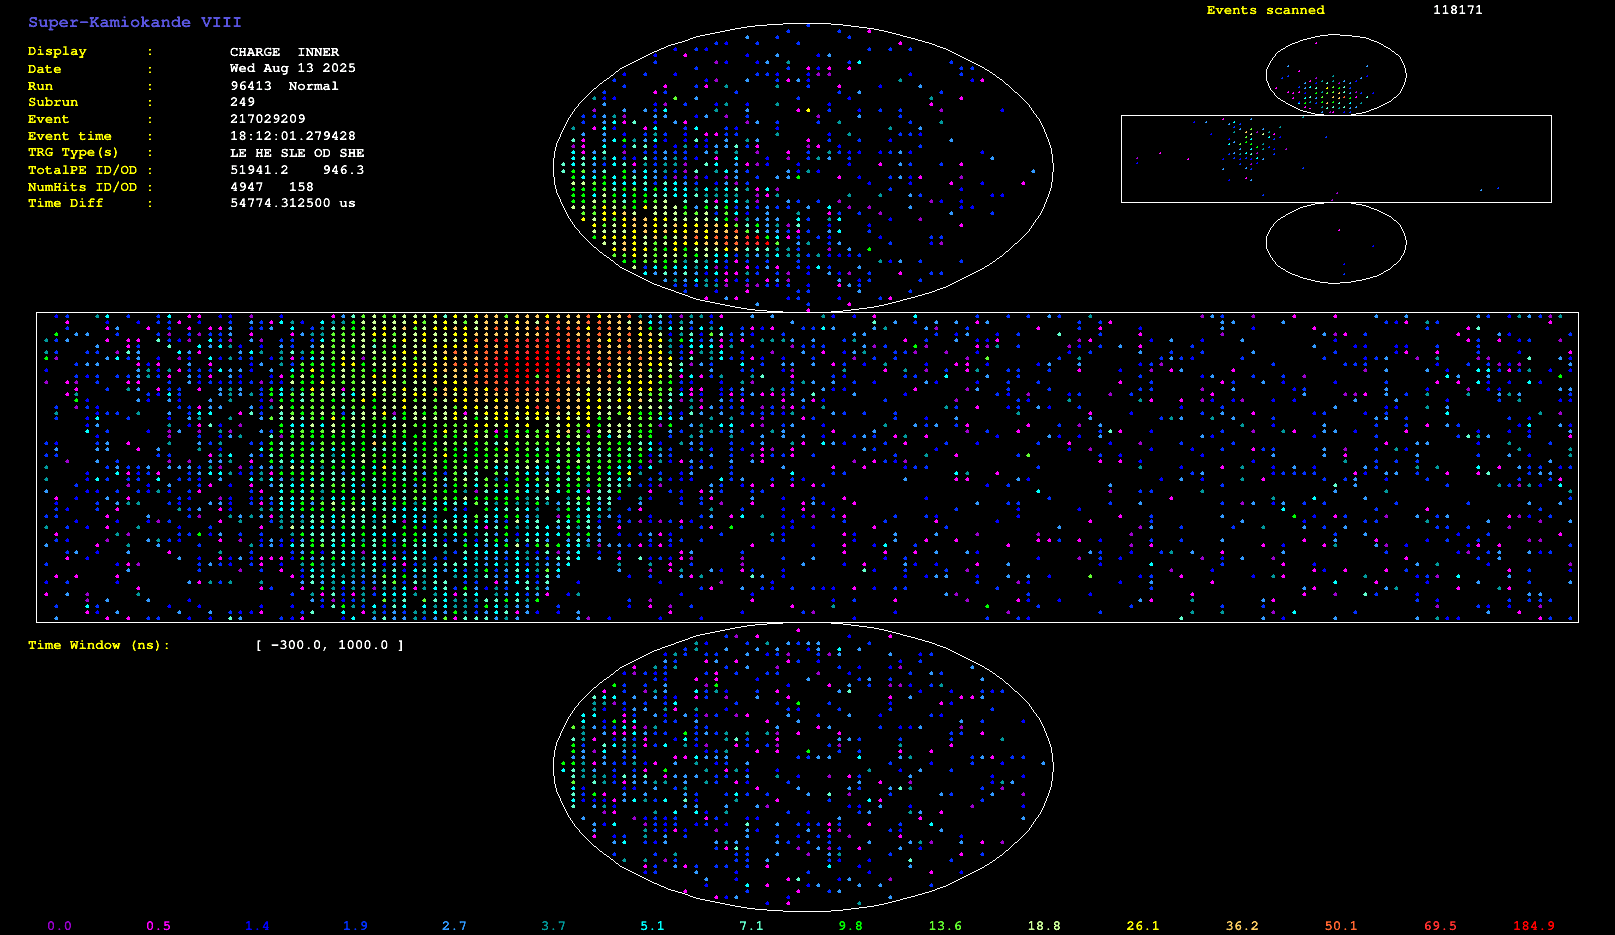 Super-Kamiokande VIII
Events scanned 118171
Display : CHARGE INNER
Date : Wed Aug 13 2025
Run : 96413 Normal
Subrun : 249
Event : 217029209
Event time : 18:12:01.279428
TRG Type(s) : LE HE SLE OD SHE
TotalPE ID/OD : 51941.2 946.3
NumHits ID/OD : 4947 158
Time Diff : 54774.312500 us
Time Window (ns): [ -300.0, 1000.0 ]
0.0 0.5 1.4 1.9 2.7 3.7 5.1 7.1 9.8 13.6 18.8 26.1 36.2 50.1 69.5 184.9